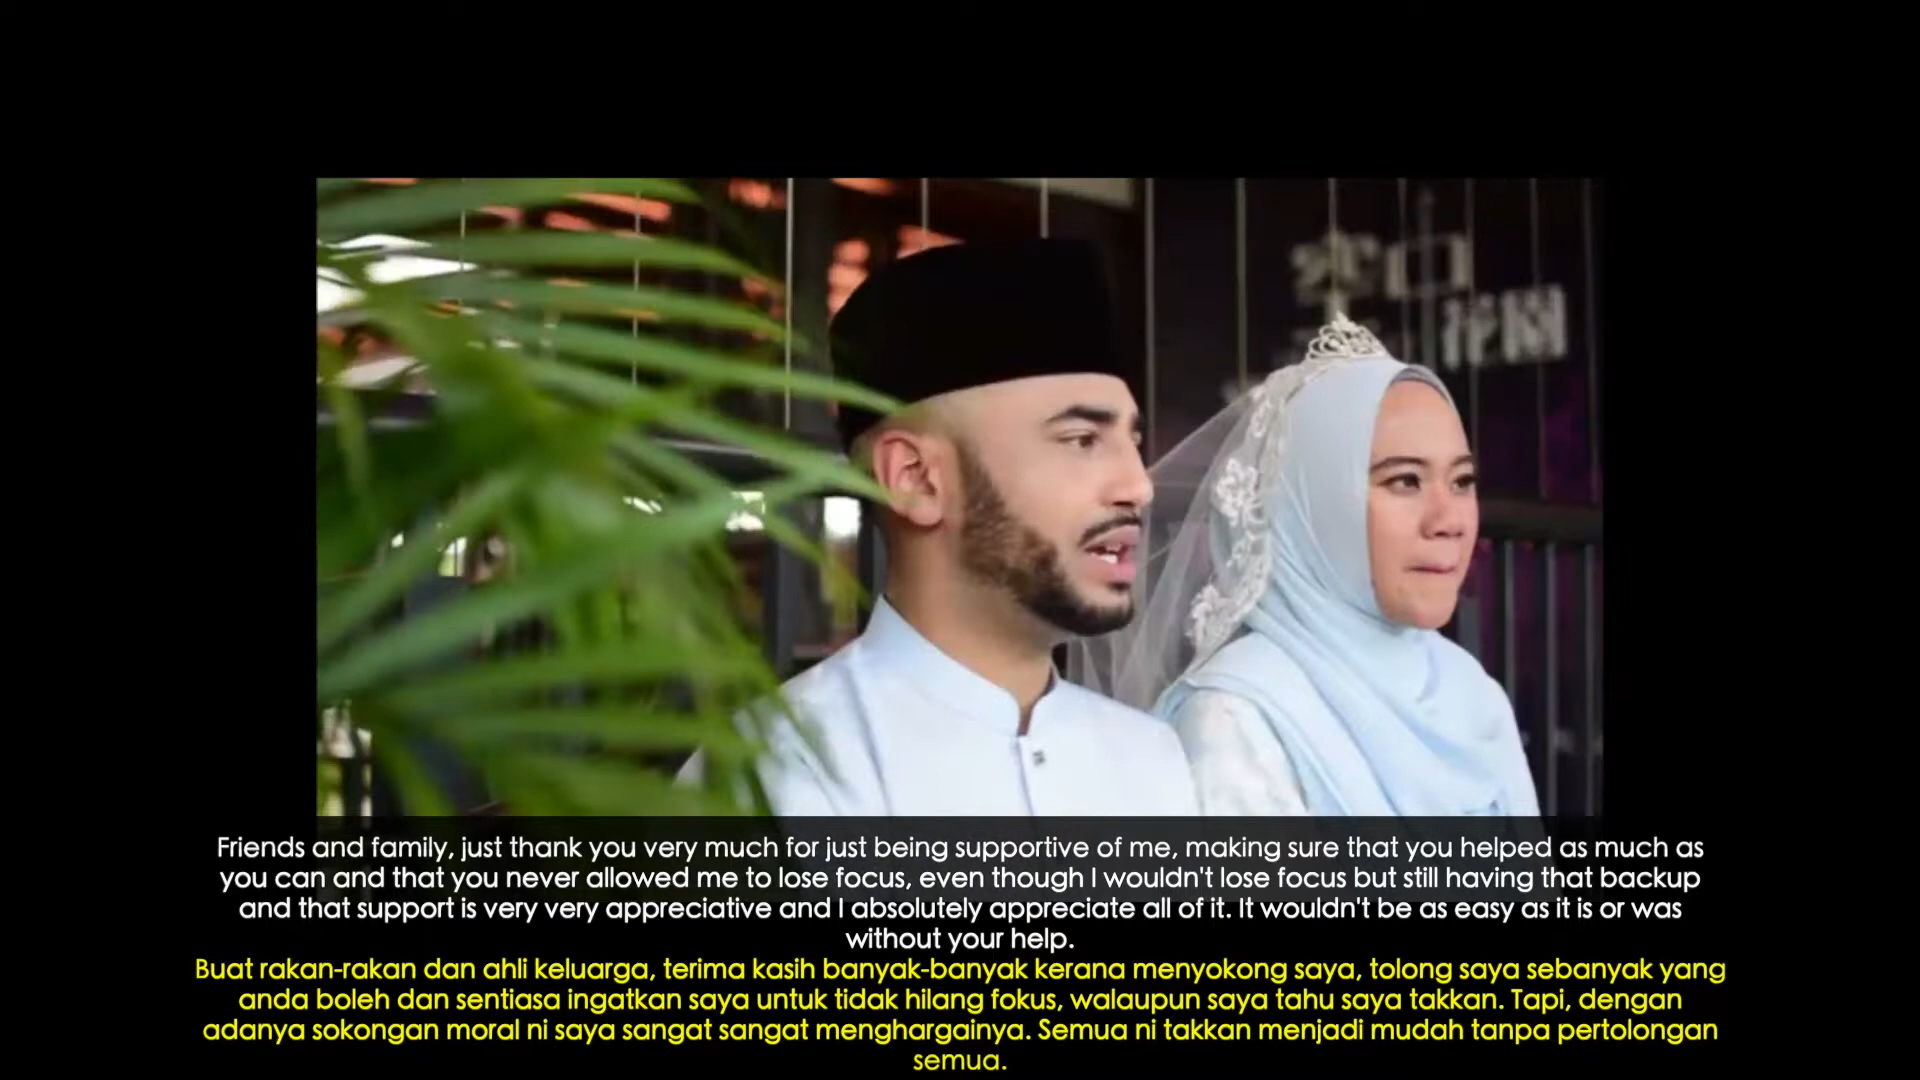 Friends and family, just thank you very much for just being supportive of me, making sure that you helped as much as
you can and that you never allowed me to lose focus, even though I wouldn't lose focus but still having that backup
and that support is very very appreciative and I absolutely appreciate all of it. It wouldn't be as easy as it is or was
without your help.
Buat rakan-rakan dan ahli keluarga, terima kasih banyak-banyak kerana menyokong saya, tolong saya sebanyak yang
anda boleh dan sentiasa ingatkan saya untuk tidak hilang fokus, walaupun saya tahu saya takkan. Tapi, dengan
adanya sokongan moral ni saya sangat sangat menghargainya. Semua ni takkan menjadi mudah tanpa pertolongan
semua.